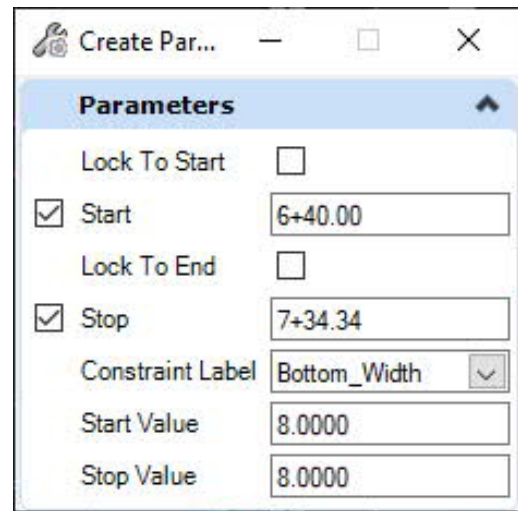 Create Par...
Parameters
Lock To Start
Start 6+40.00
Lock To End
Stop 7+34.34
Constraint Label Bottom_Width
Start Value 8.0000
Stop Value 8.0000